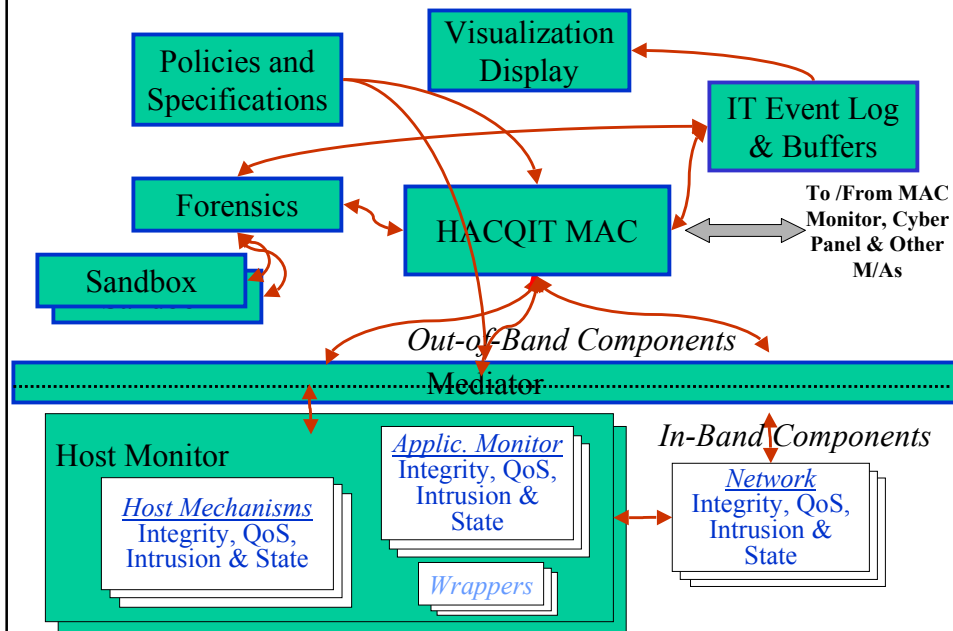 Visualization
Display
Policies and
Specifications
IT Event Log
& Buffers
Forensics
HACQIT MAC
To /From MAC
Monitor, Cyber
Panel & Other
M/As
Sandbox
Out-of-Band Components
Mediator
In-Band Components
Host Monitor
Applic. Monitor
Integrity, QoS,
Intrusion &
State
Host Mechanisms
Integrity, QoS,
Intrusion & State
Network
Integrity, QoS,
Intrusion &
State
Wrappers